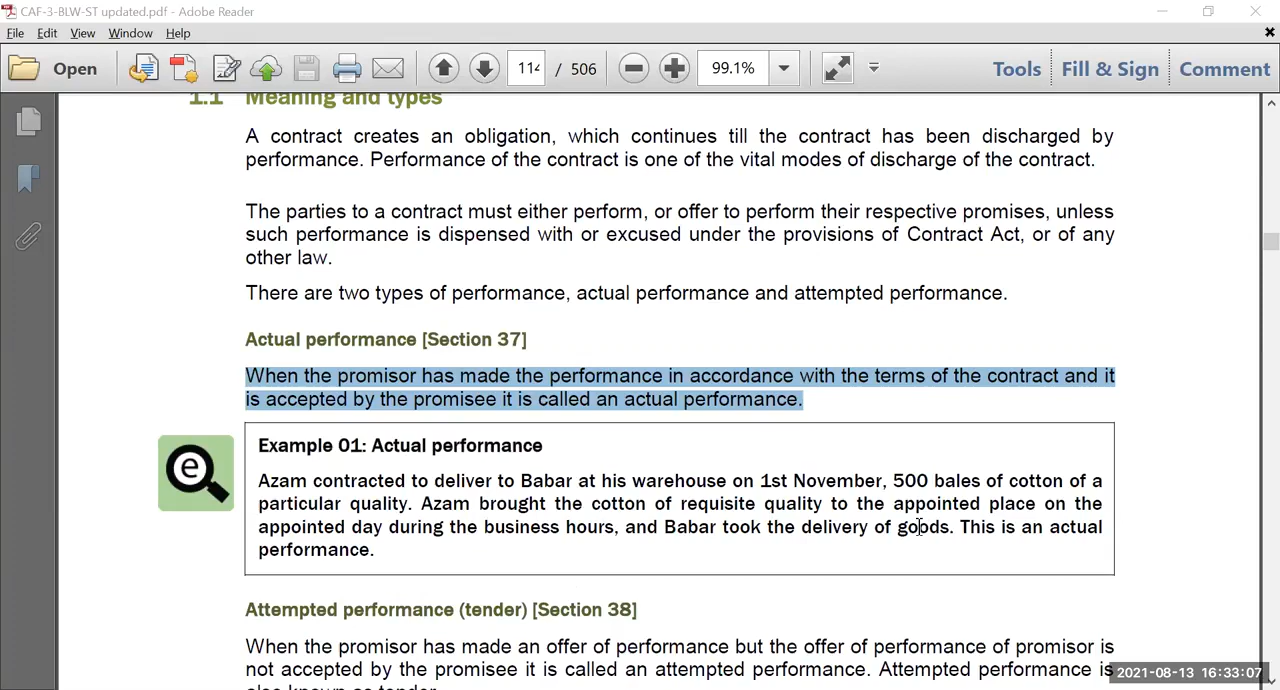 CAF-3-BLW-ST updated.pdf - Adobe Reader
File Edit View Window Help
Open 114 / 506 99.1% Tools Fill & Sign Comment
1.1 Meaning and types
A contract creates an obligation, which continues till the contract has been discharged by
performance. Performance of the contract is one of the vital modes of discharge of the contract.
The parties to a contract must either perform, or offer to perform their respective promises, unless
such performance is dispensed with or excused under the provisions of Contract Act, or of any
other law.
There are two types of performance, actual performance and attempted performance.
Actual performance [Section 37]
When the promisor has made the performance in accordance with the terms of the contract and it
is accepted by the promisee it is called an actual performance.
Example 01: Actual performance
Azam contracted to deliver to Babar at his warehouse on 1st November, 500 bales of cotton of a
particular quality. Azam brought the cotton of requisite quality to the appointed place on the
appointed day during the business hours, and Babar took the delivery of goods. This is an actual
performance.
Attempted performance (tender) [Section 38]
When the promisor has made an offer of performance but the offer of performance of promisor is
not accepted by the promisee it is called an attempted performance. Attempted performance is
also known as tender.
2021-08-13 16:33:07